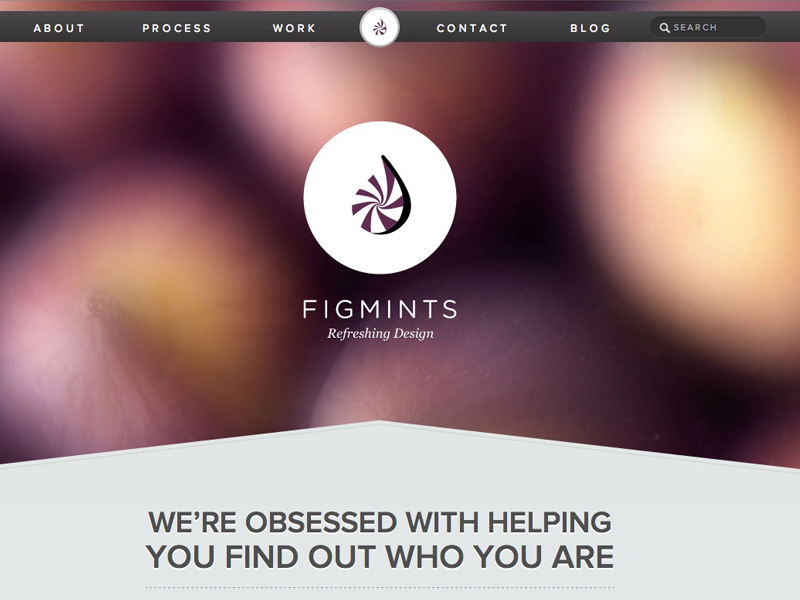 ABOUT PROCESS WORK CONTACT BLOG SEARCH
FIGMINTS
Refreshing Design
WE’RE OBSESSED WITH HELPING
YOU FIND OUT WHO YOU ARE